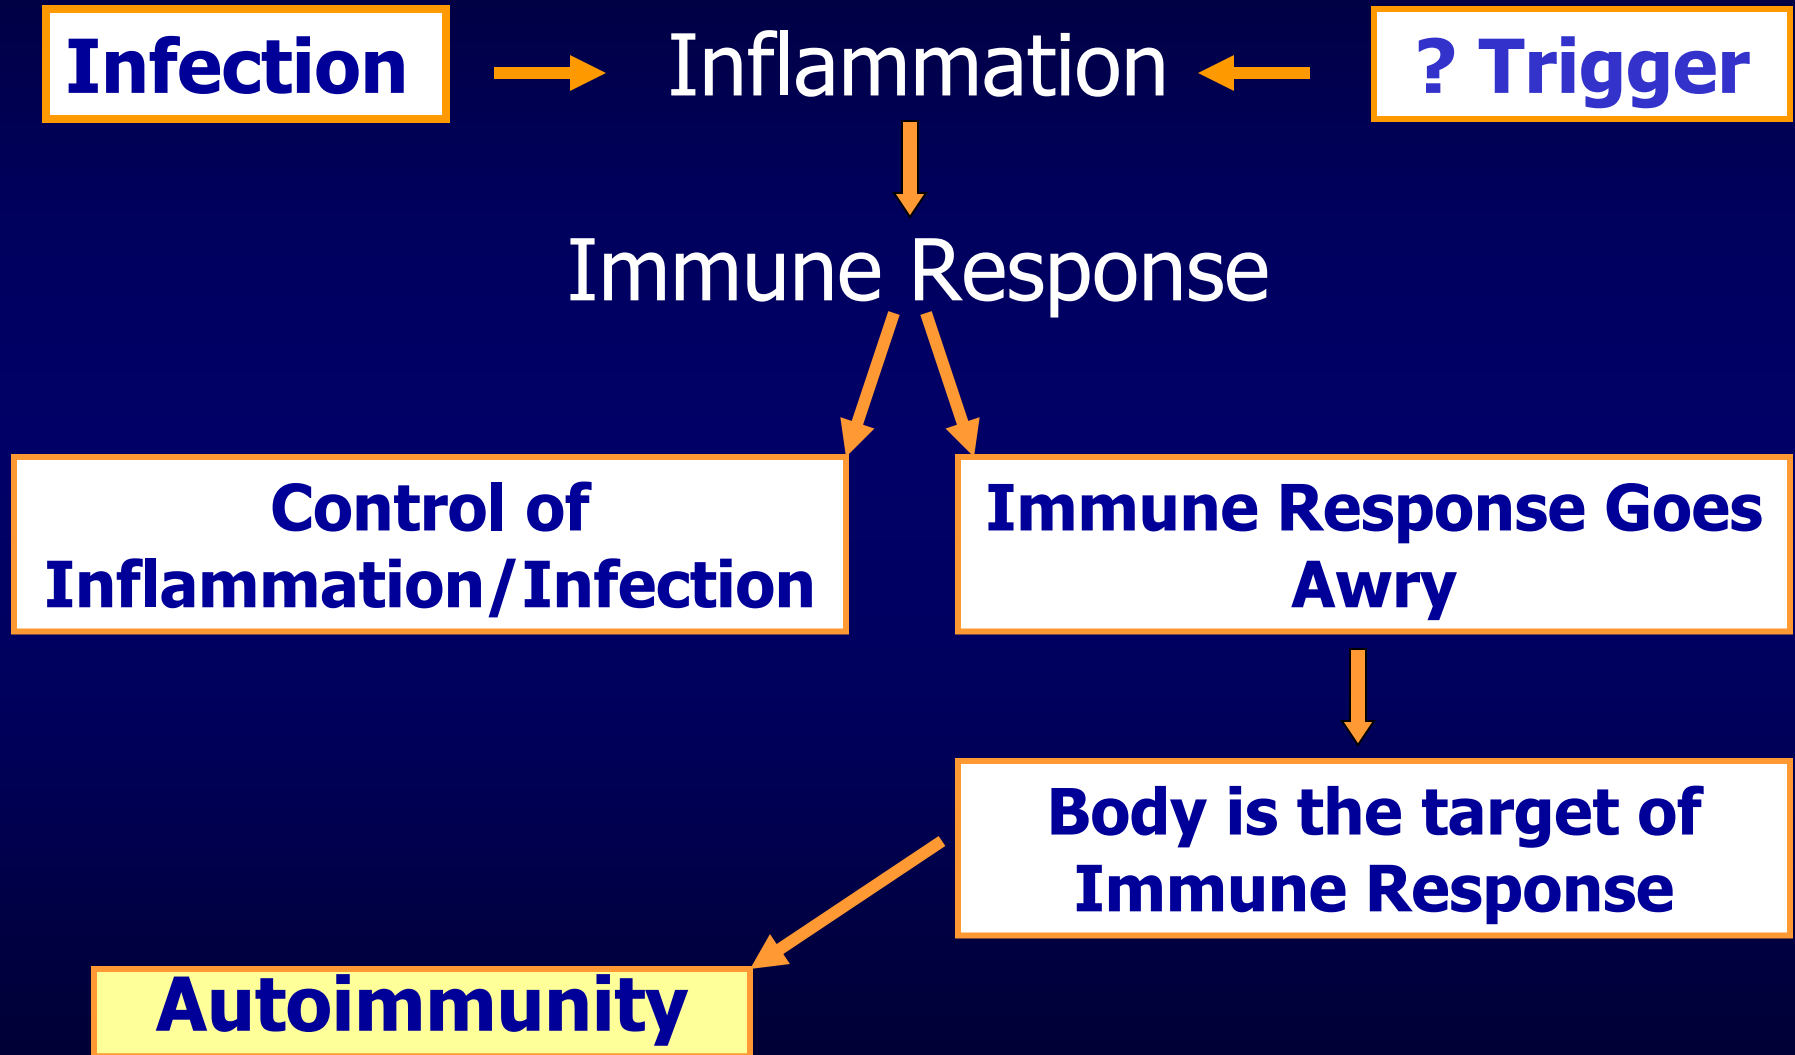 Infection
Inflammation
? Trigger
Immune Response
Control of
Inflammation/Infection
Immune Response Goes
Awry
Body is the target of
Immune Response
Autoimmunity